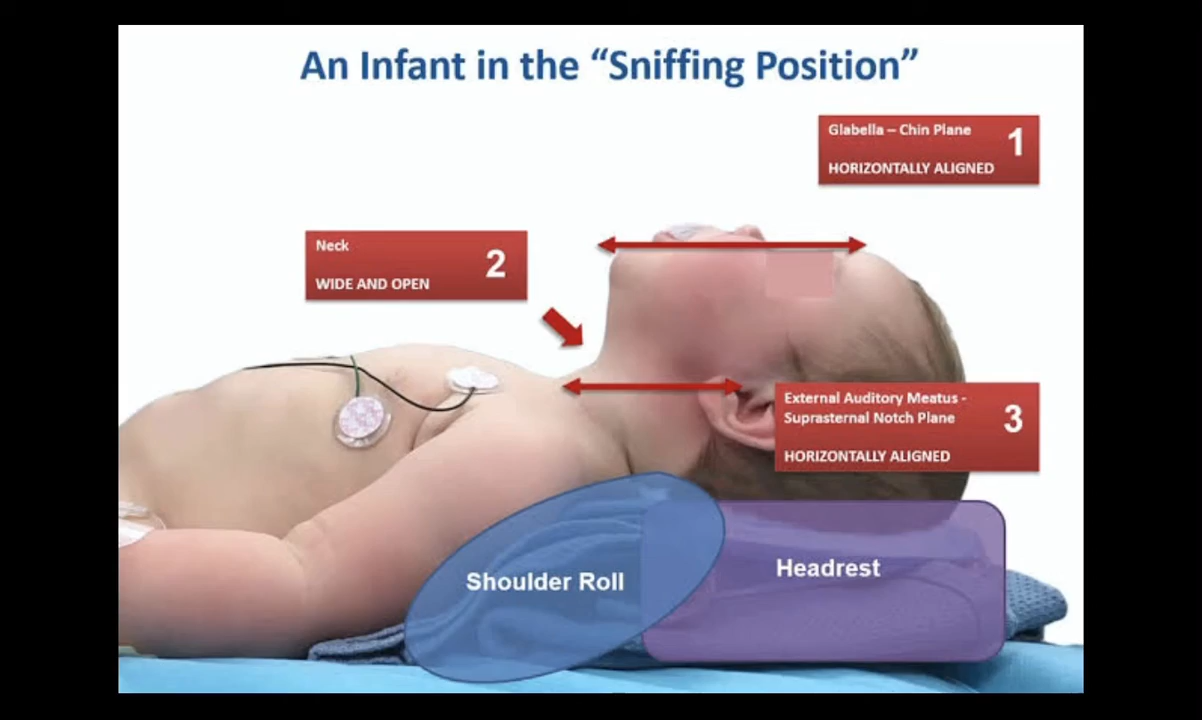 An Infant in the “Sniffing Position”
Glabella – Chin Plane
1
HORIZONTALLY ALIGNED
Neck
2
WIDE AND OPEN
External Auditory Meatus -
Suprasternal Notch Plane
3
HORIZONTALLY ALIGNED
Shoulder Roll
Headrest